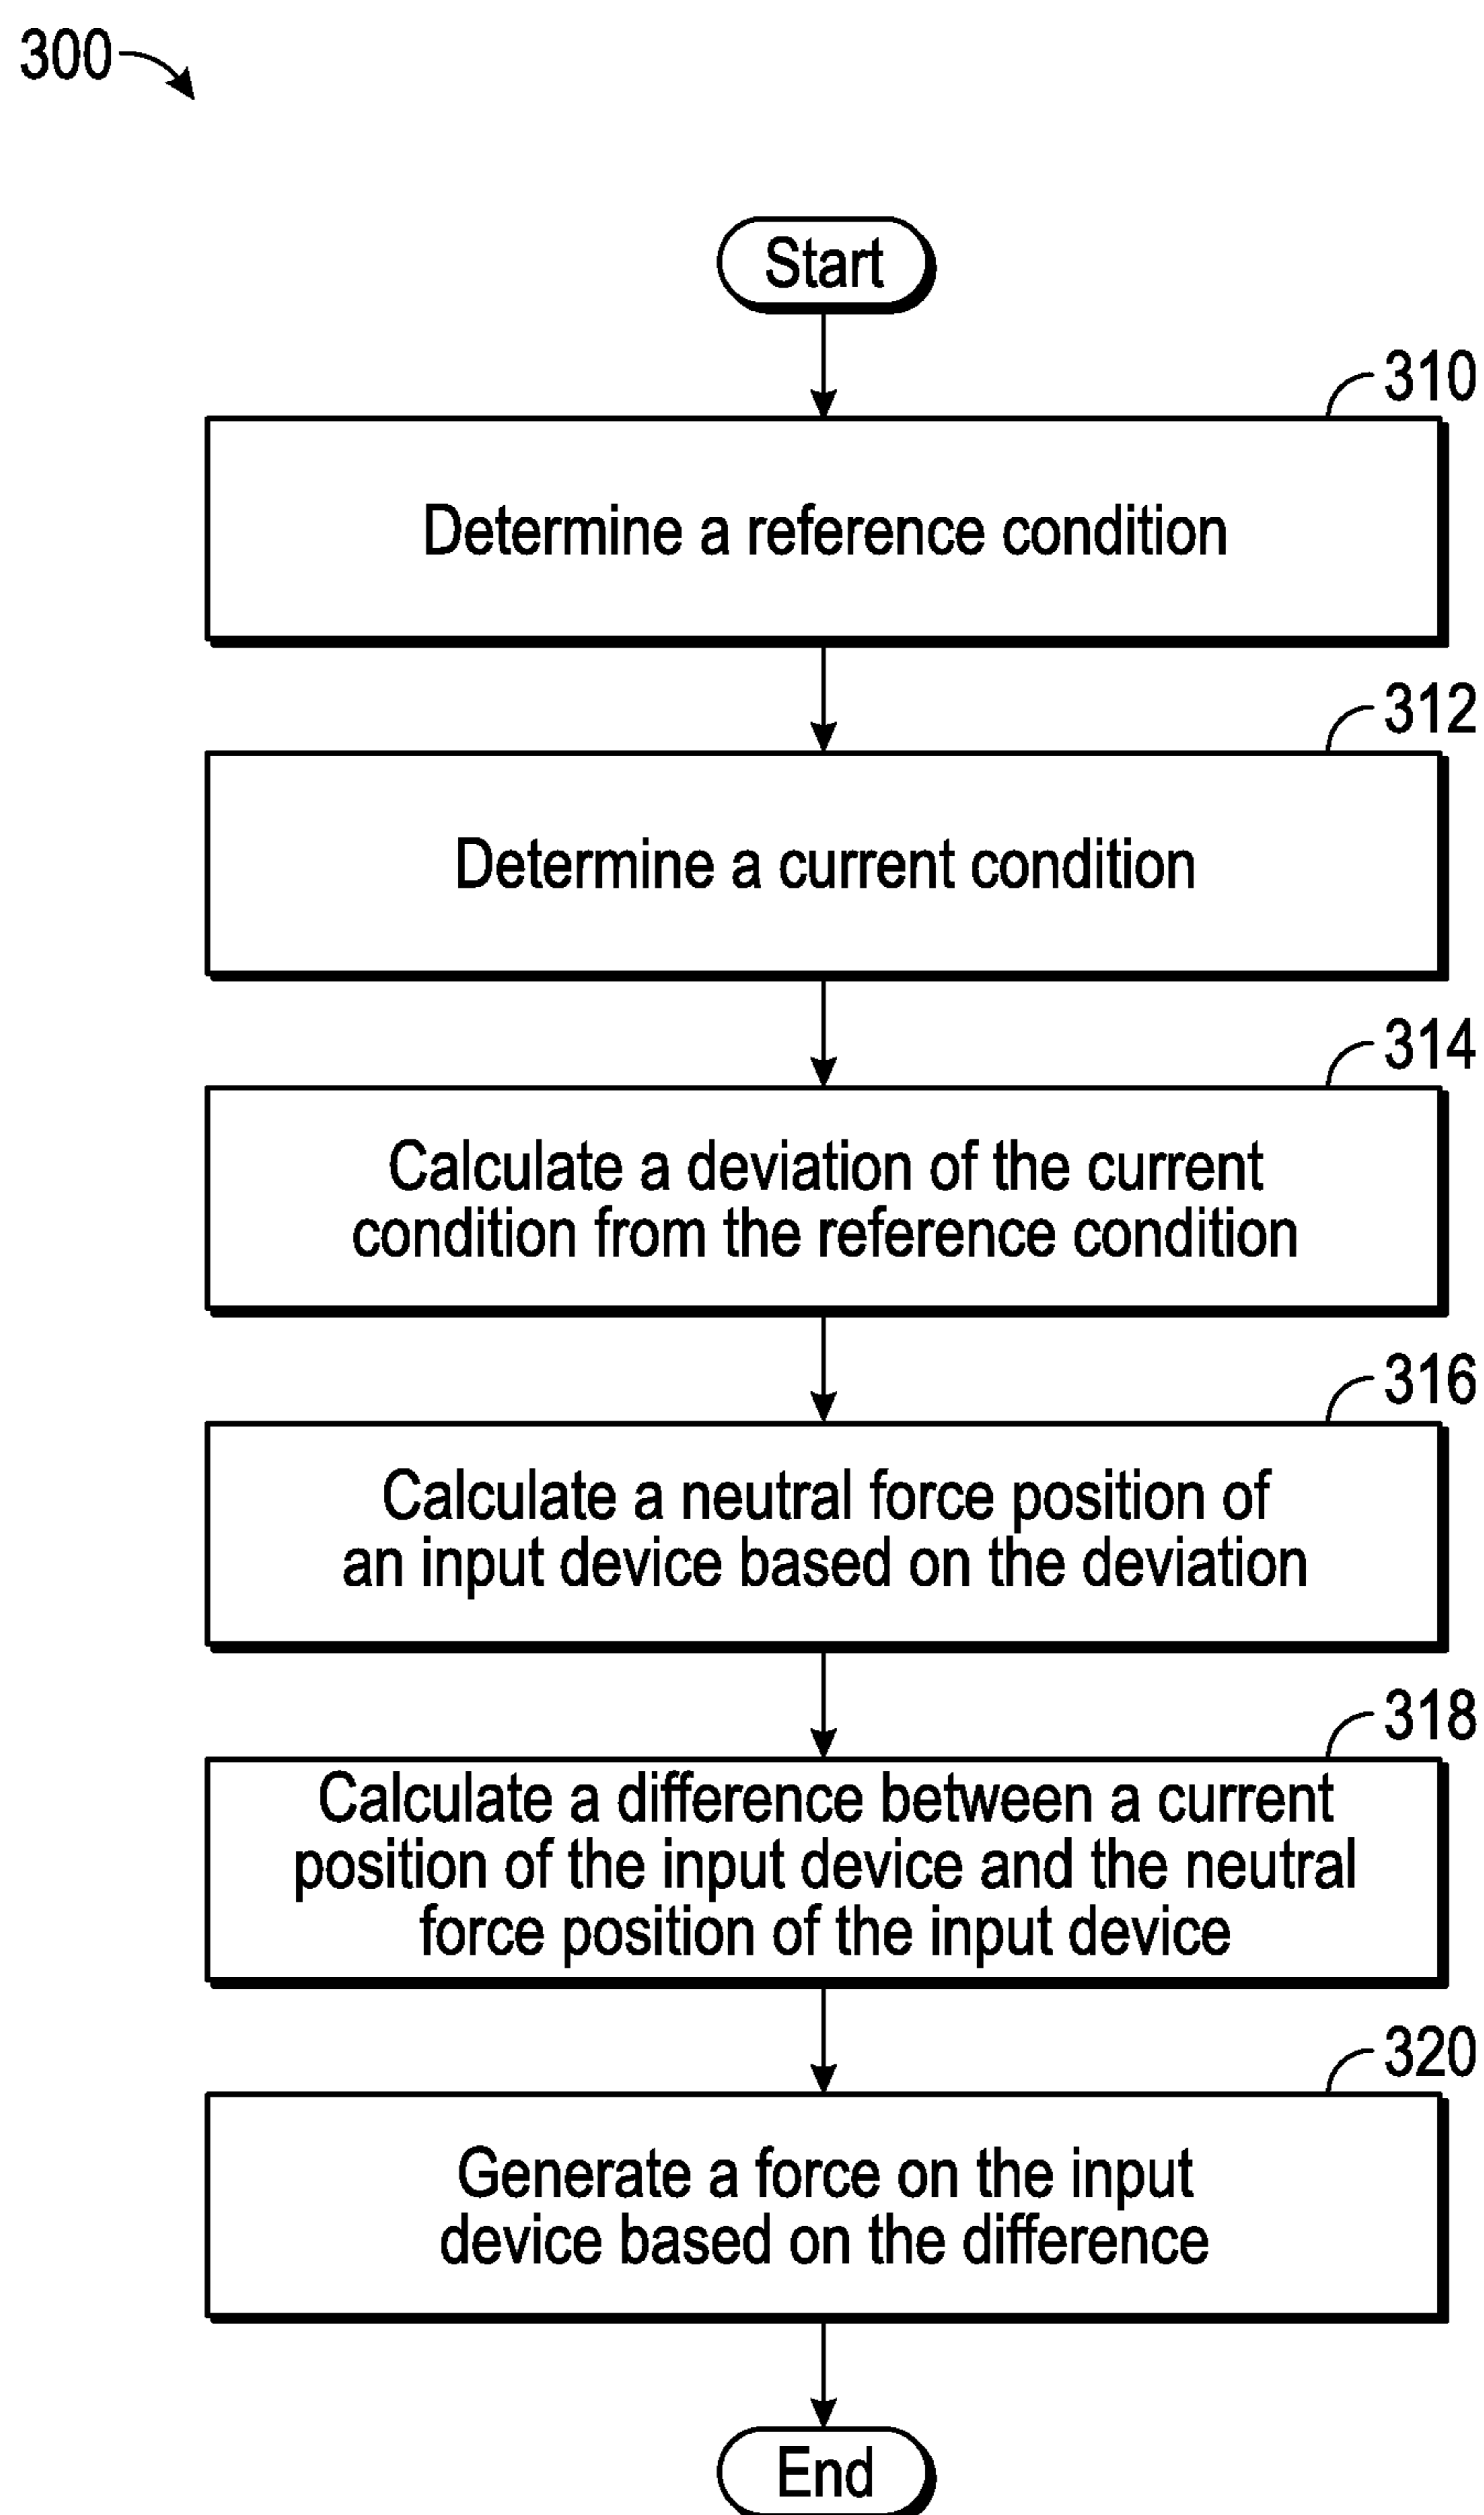 300
Start
310
Determine a reference condition
312
Determine a current condition
314
Calculate a deviation of the current
condition from the reference condition
316
Calculate a neutral force position of
an input device based on the deviation
318
Calculate a difference between a current
position of the input device and the neutral
force position of the input device
320
Generate a force on the input
device based on the difference
End